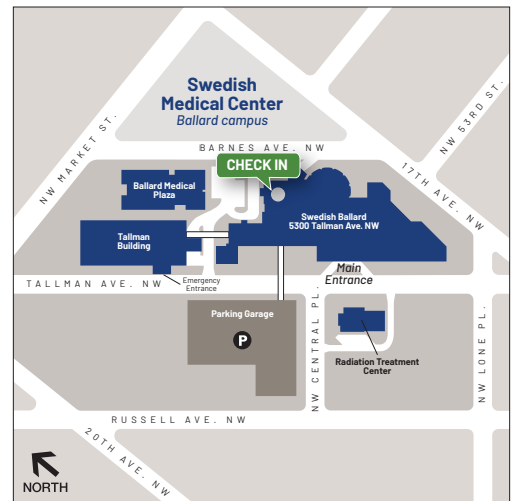 Swedish
Medical Center
Ballard campus
NW MARKET ST.
NW 53RD ST.
BARNES AVE. NW
CHECK IN
17TH AVE. NW
Ballard Medical
Plaza
Swedish Ballard
5300 Tallman Ave. NW
Tallman
Building
Main
Entrance
TALLMAN AVE. NW
Emergency
Entrance
Parking Garage
P
NW CENTRAL PL.
NW LONE PL.
Radiation Treatment
Center
RUSSELL AVE. NW
20TH AVE. NW
NORTH